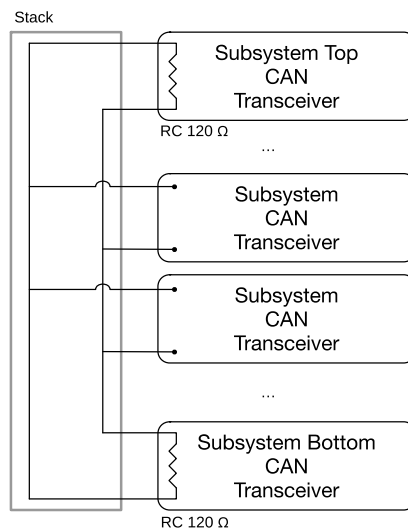 Stack
Subsystem Top
CAN
Transceiver
RC 120 Ω
...
Subsystem
CAN
Transceiver
Subsystem
CAN
Transceiver
...
Subsystem Bottom
CAN
Transceiver
RC 120 Ω